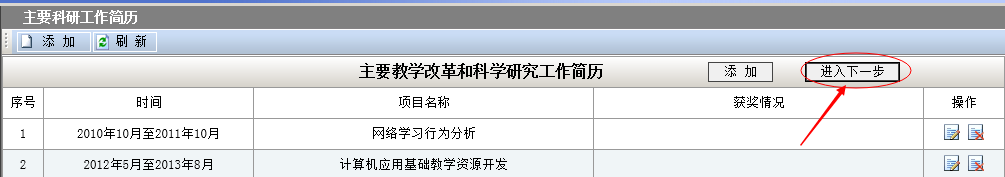 主要科研工作简历
添 加 刷 新
主要教学改革和科学研究工作简历 添 加 进入下一步
序号 时间 项目名称 获奖情况 操作
1 2010年10月至2011年10月 网络学习行为分析
2 2012年5月至2013年8月 计算机应用基础教学资源开发